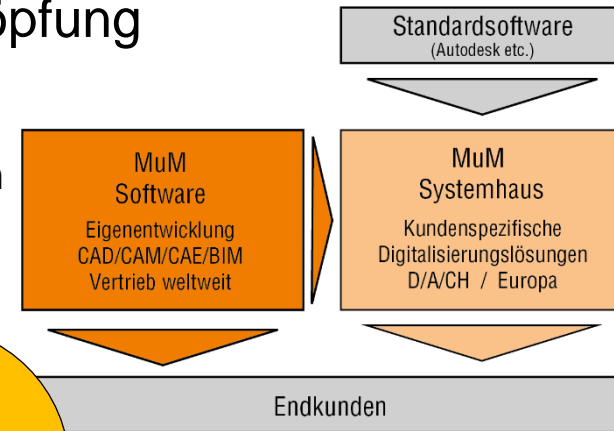 öpfung
Standardsoftware
(Autodesk etc.)
MuM
Software
Eigenentwicklung
CAD/CAM/CAE/BIM
Vertrieb weltweit
MuM
Systemhaus
Kundenspezifische
Digitalisierungslösungen
D/A/CH / Europa
Endkunden